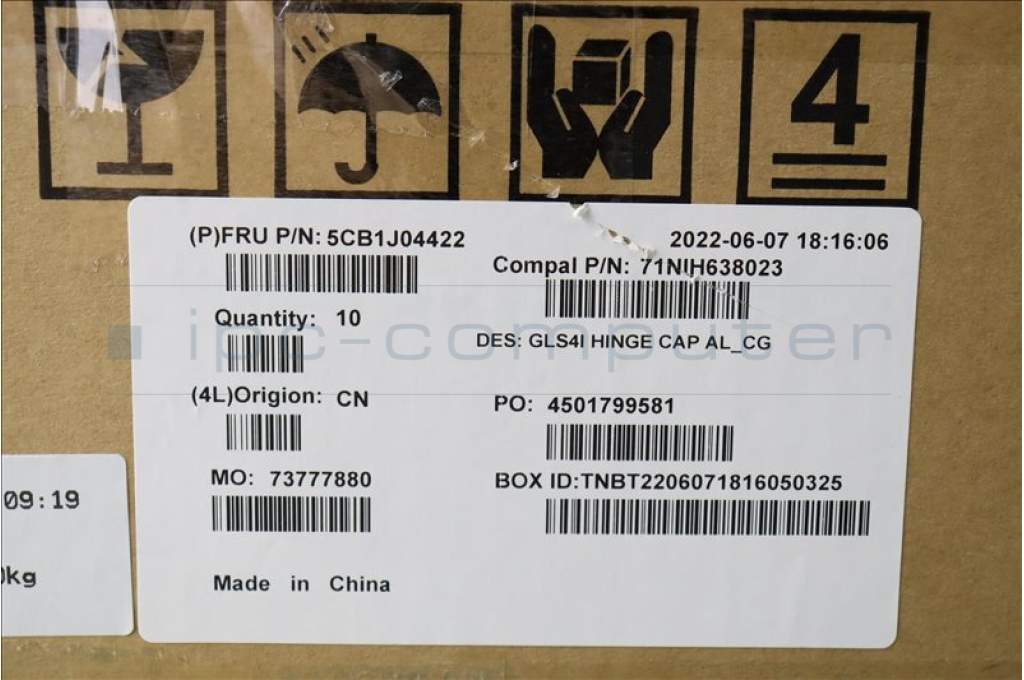 4
(P)FRU P/N: 5CB1J04422
2022-06-07 18:16:06
Compal P/N: 71NIH638023
Quantity: 10
ipc-computer
DES: GLS4I HINGE CAP AL_CG
(4L)Origion: CN
PO: 4501799581
MO: 73777880
BOX ID:TNBT2206071816050325
09:19
kg
Made in China